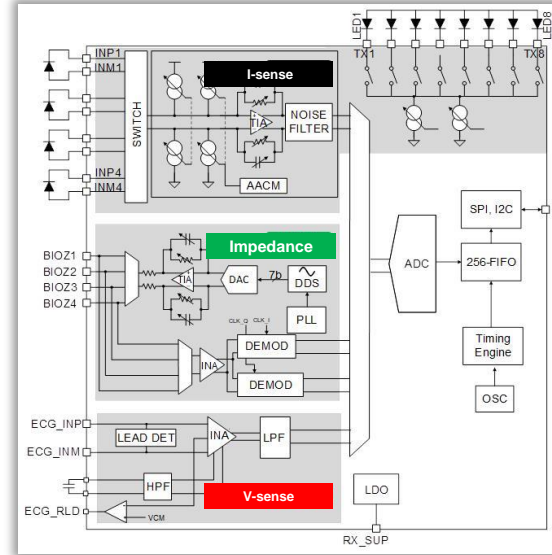 LED1
LED8
TX1
TX8
INP1
INM1
INP4
INM4
SWITCH
I-sense
TIA
NOISE
FILTER
AACM
SPI, I2C
256-FIFO
ADC
Timing
Engine
OSC
BIOZ1
BIOZ2
BIOZ3
BIOZ4
Impedance
TIA
DAC
7b
DDS
PLL
CLK_Q
CLK_I
INA
DEMOD
DEMOD
ECG_INP
ECG_INM
LEAD DET
INA
LPF
HPF
V-sense
ECG_RLD
VCM
LDO
RX_SUP